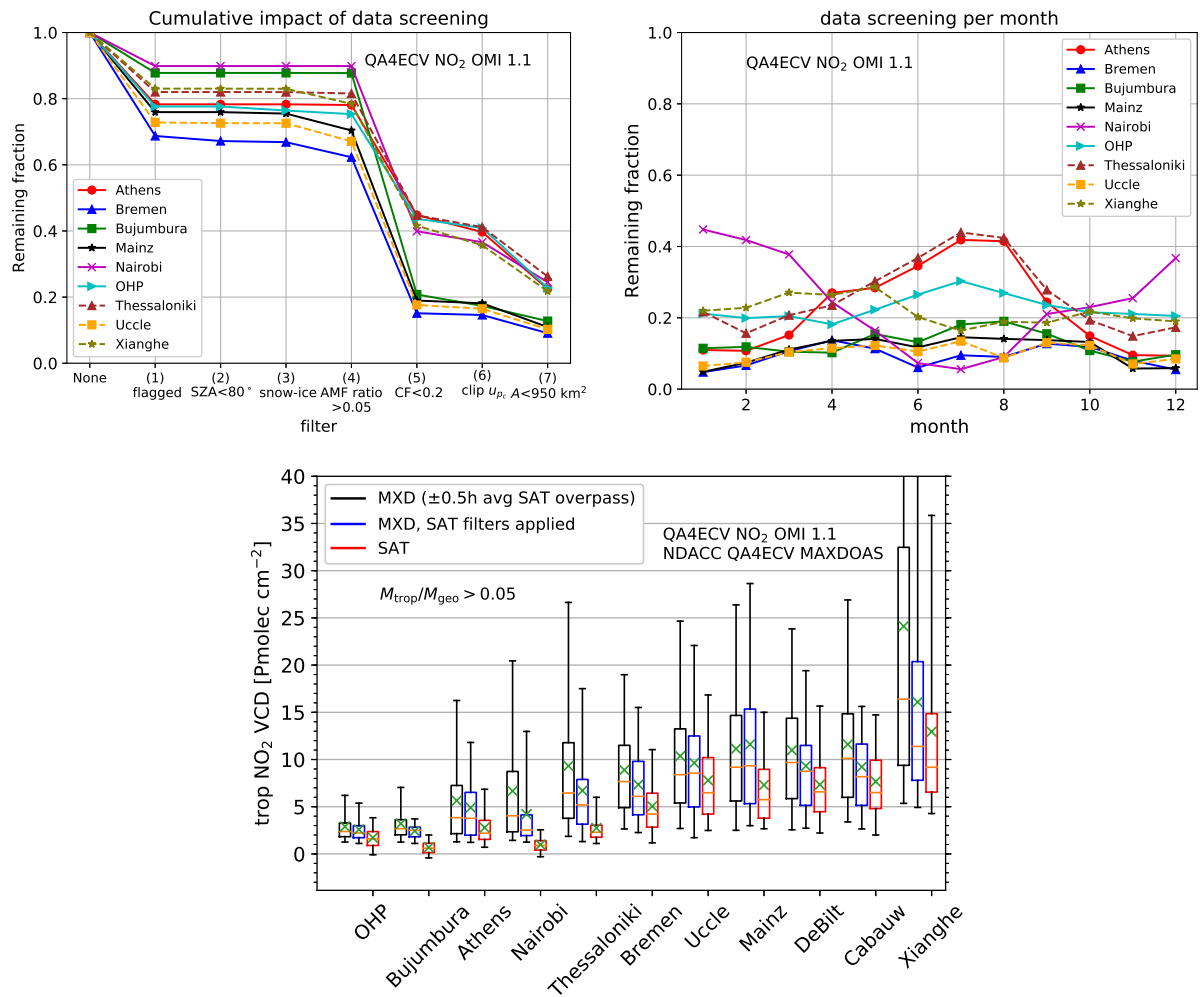 Cumulative impact of data screening
QA4ECV NO₂ OMI 1.1
Remaining fraction
1.0
0.8
0.6
0.4
0.2
0.0
Athens
Bremen
Bujumbura
Mainz
Nairobi
OHP
Thessaloniki
Uccle
Xianghe
None
(1)
flagged
(2)
SZA<80°
(3)
snow-ice
(4)
AMF ratio
>0.05
(5)
CF<0.2
(6)
clip u_{p_c}
(7)
A<950 km²
filter
data screening per month
QA4ECV NO₂ OMI 1.1
Remaining fraction
1.0
0.8
0.6
0.4
0.2
0.0
Athens
Bremen
Bujumbura
Mainz
Nairobi
OHP
Thessaloniki
Uccle
Xianghe
2 4 6 8 10 12
month
trop NO₂ VCD [Pmolec cm⁻²]
40
35
30
25
20
15
10
5
0
MXD (±0.5h avg SAT overpass)
MXD, SAT filters applied
SAT
QA4ECV NO₂ OMI 1.1
NDACC QA4ECV MAXDOAS
M_trop/M_geo > 0.05
OHP
Bujumbura
Athens
Nairobi
Thessaloniki
Bremen
Uccle
Mainz
DeBilt
Cabauw
Xianghe